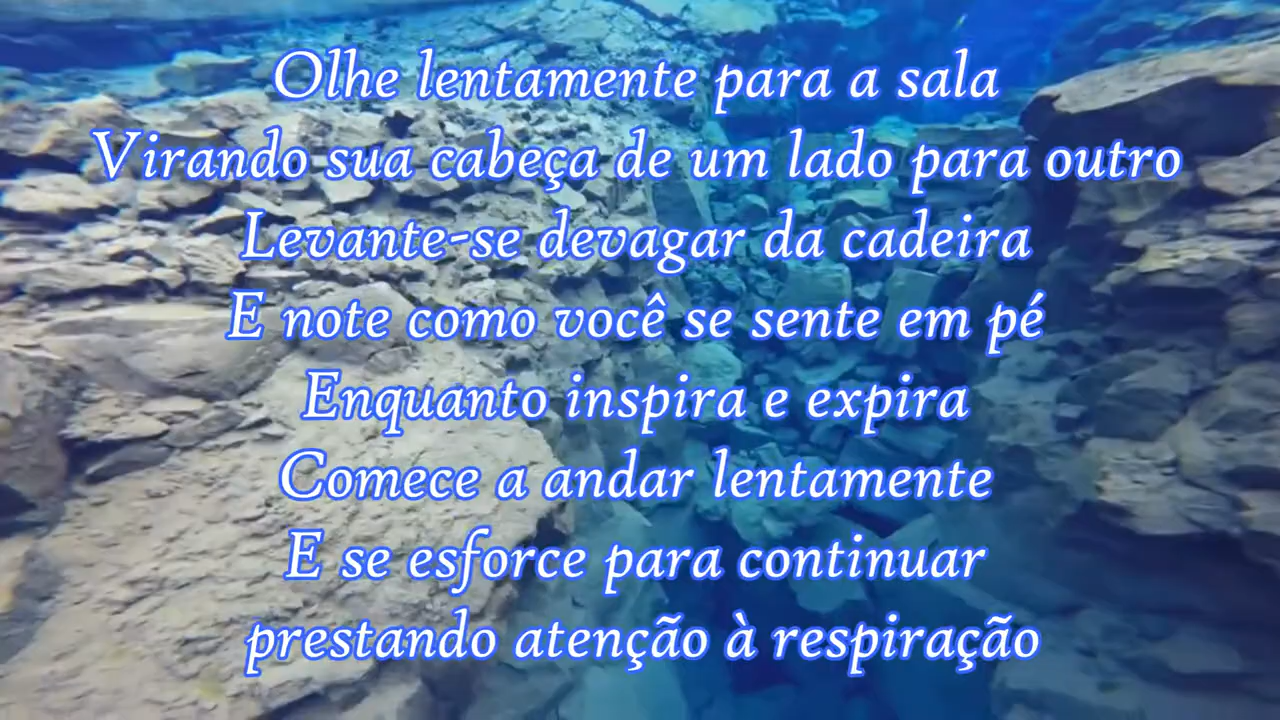 Olhe lentamente para a sala
Virando sua cabeça de um lado para outro
Levante-se devagar da cadeira
E note como você se sente em pé
Enquanto inspira e expira
Comece a andar lentamente
E se esforce para continuar
prestando atenção à respiração